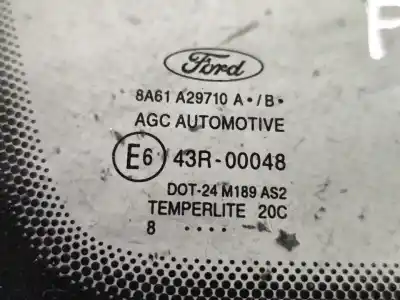 Ford
8A61 A29710 A•/B•
AGC AUTOMOTIVE
E6 43R-00048
DOT-24 M189 AS2
TEMPERLITE 20C
8 ••••